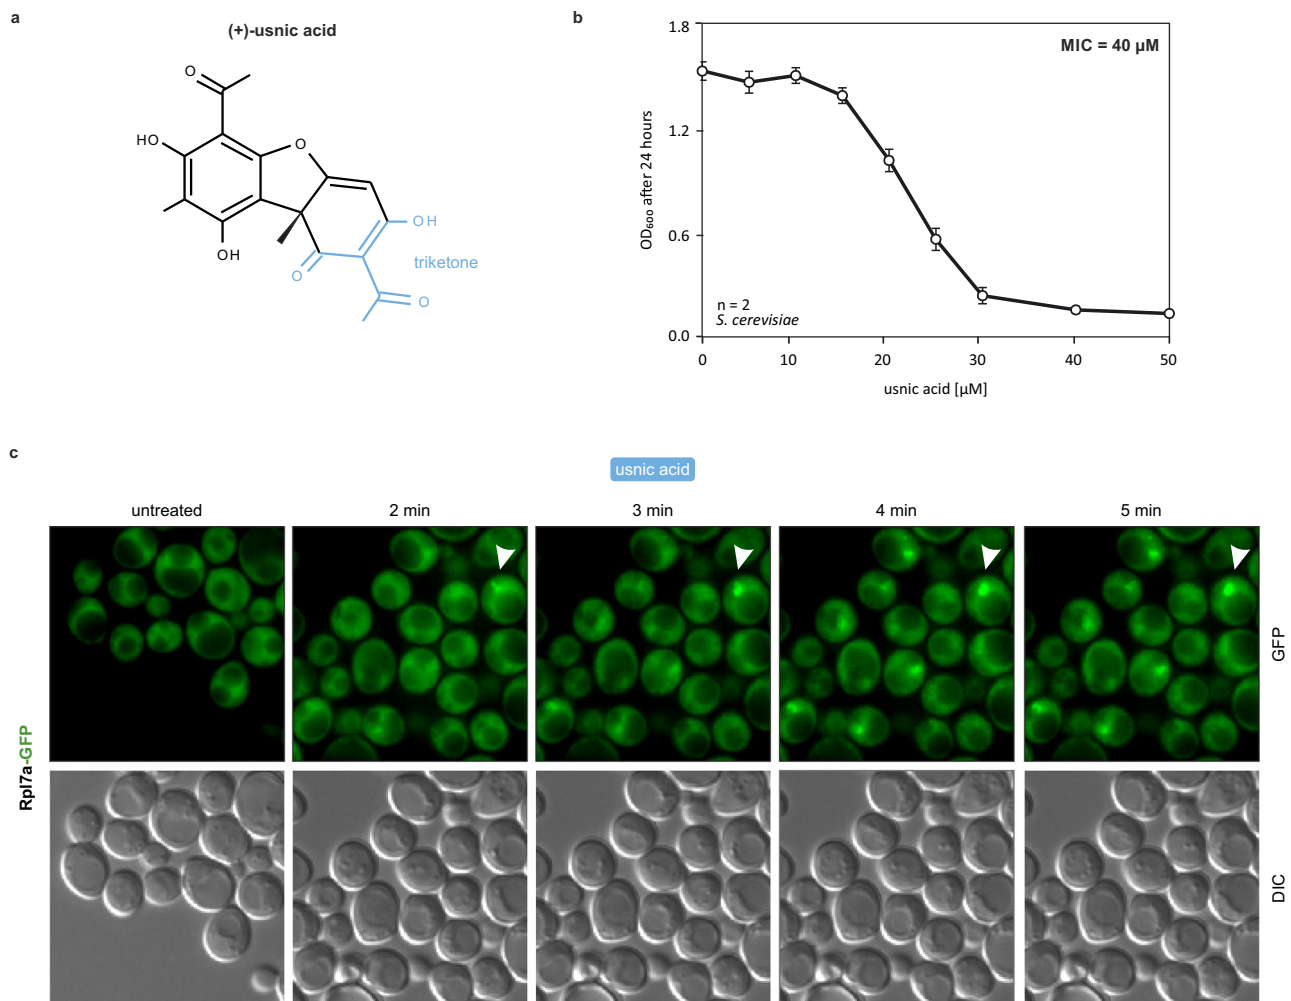 a
(+)-usnic acid
O
HO
O
OH
OH
O
triketone
O
b
1.8
1.2
0.6
0.0
OD₆₀₀ after 24 hours
MIC = 40 µM
n = 2
S. cerevisiae
0 10 20 30 40 50
usnic acid [µM]
c
usnic acid
untreated 2 min 3 min 4 min 5 min
GFP
Rpl7a-GFP
DIC